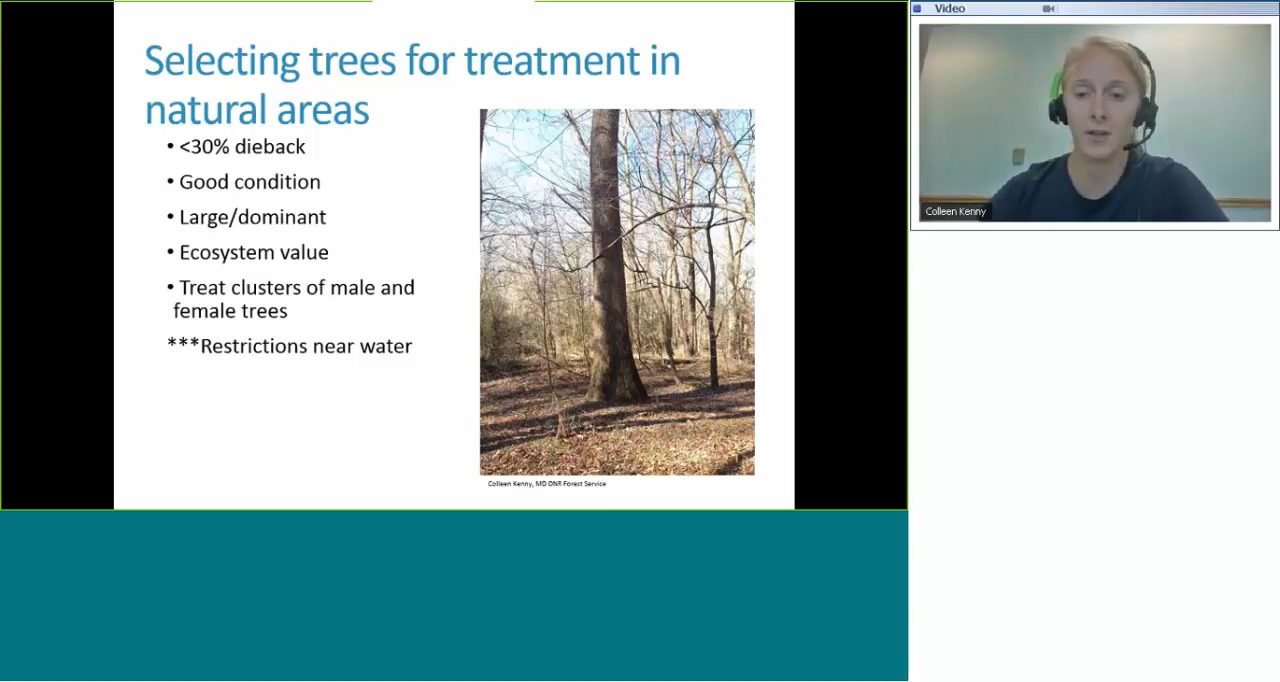 Selecting trees for treatment in
natural areas
• <30% dieback
• Good condition
• Large/dominant
• Ecosystem value
• Treat clusters of male and
female trees
***Restrictions near water
Colleen Kenny, MD DNR Forest Service
Video
Colleen Kenny